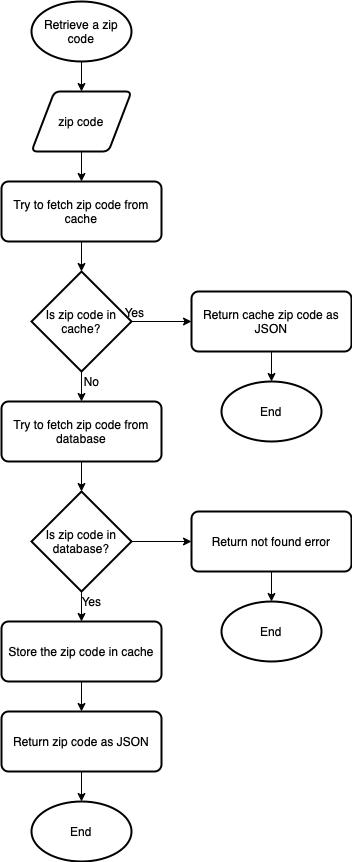 Retrieve a zip
code
zip code
Try to fetch zip code from
cache
Is zip code in
cache?
Yes
Return cache zip code as
JSON
End
No
Try to fetch zip code from
database
Is zip code in
database?
Return not found error
End
Yes
Store the zip code in cache
Return zip code as JSON
End